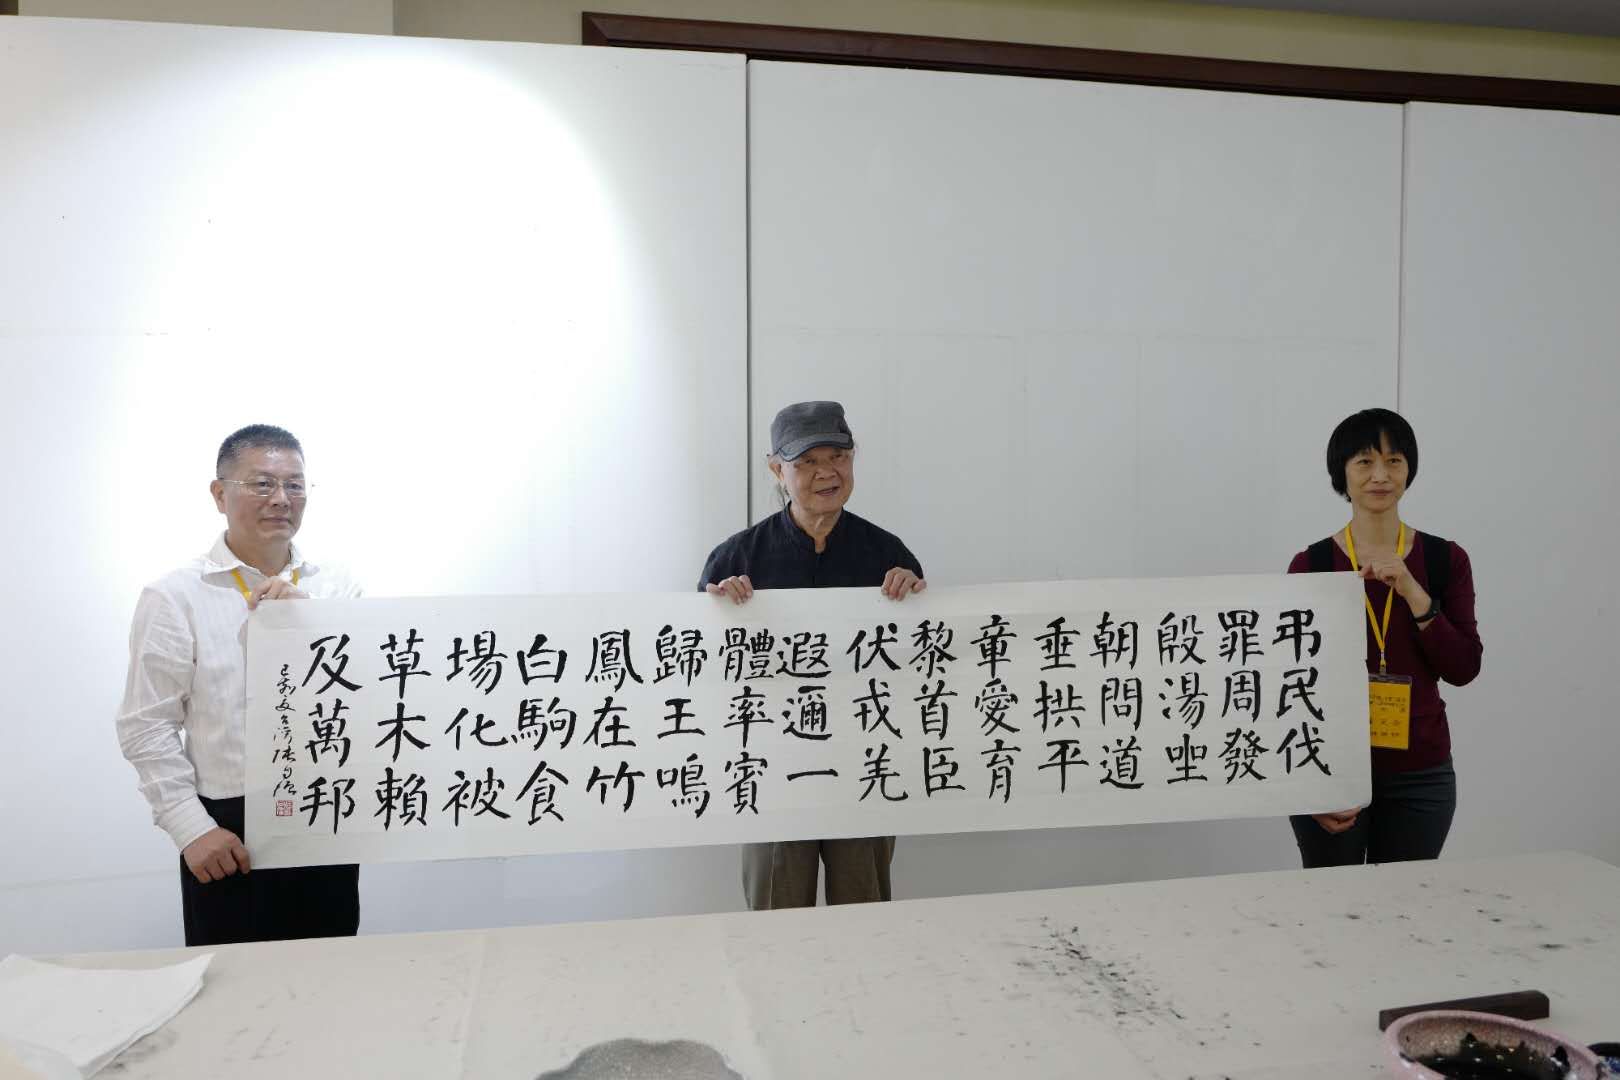 弔民伐
罪周發
殷湯坐
朝問道
垂拱平
章愛育
黎首臣
伏戎羌
遐邇一
體率賓
歸王鳴
鳳在竹
白駒食
場化被
草木賴
及萬邦